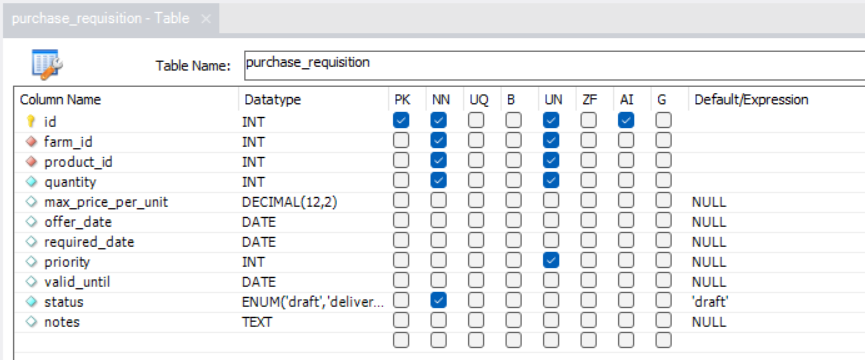 purchase_requisition - Table ×
Table Name: purchase_requisition
Column Name Datatype PK NN UQ B UN ZF AI G Default/Expression
id INT
farm_id INT
product_id INT
quantity INT
max_price_per_unit DECIMAL(12,2) NULL
offer_date DATE NULL
required_date DATE NULL
priority INT NULL
valid_until DATE NULL
status ENUM('draft','deliver... 'draft'
notes TEXT NULL